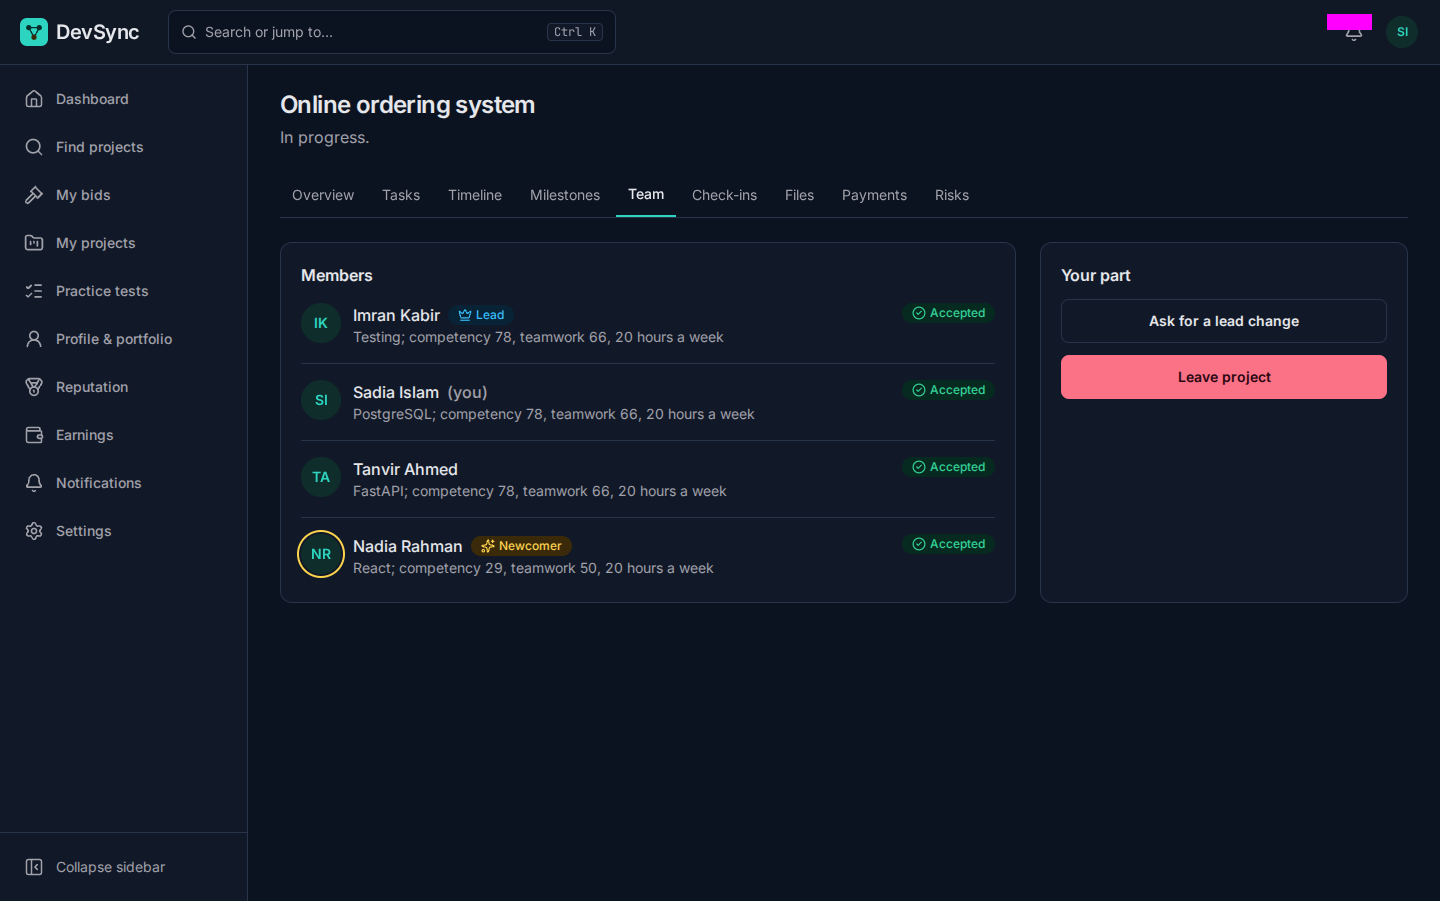 DevSync
Search or jump to...
Ctrl K
SI
Dashboard
Find projects
My bids
My projects
Practice tests
Profile & portfolio
Reputation
Earnings
Notifications
Settings
Collapse sidebar
Online ordering system
In progress.
Overview Tasks Timeline Milestones Team Check-ins Files Payments Risks
Members
IK Imran Kabir Lead Accepted
Testing; competency 78, teamwork 66, 20 hours a week
SI Sadia Islam (you) Accepted
PostgreSQL; competency 78, teamwork 66, 20 hours a week
TA Tanvir Ahmed Accepted
FastAPI; competency 78, teamwork 66, 20 hours a week
NR Nadia Rahman Newcomer Accepted
React; competency 29, teamwork 50, 20 hours a week
Your part
Ask for a lead change
Leave project